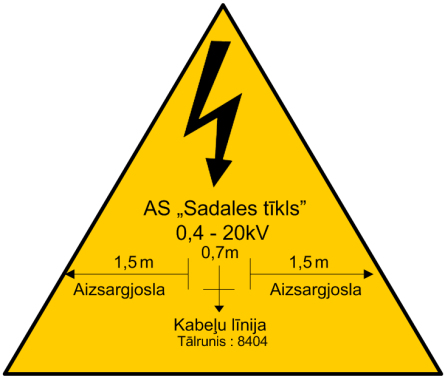 AS „Sadales tīkls”
0,4 - 20kV
0,7m
1,5 m 1,5 m
Aizsargjosla Aizsargjosla
Kabeļu līnija
Tālrunis : 8404